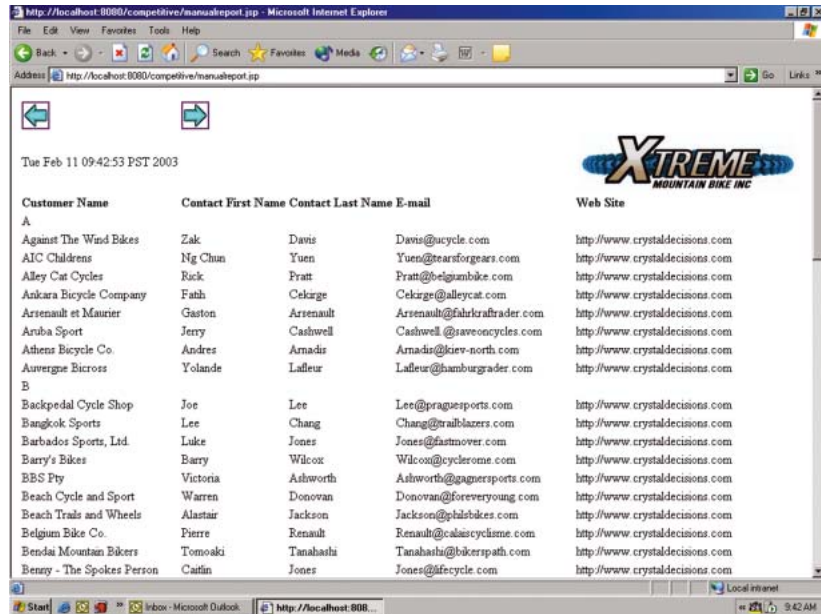 http://localhost:8080/competitive/manualreport.jsp - Microsoft Internet Explorer
File Edit View Favorites Tools Help
Back Search Favorites Media
Address http://localhost:8080/competitive/manualreport.jsp Go Links »
Tue Feb 11 09:42:53 PST 2003
XTREME
MOUNTAIN BIKE INC
Customer Name Contact First Name Contact Last Name E-mail Web Site
A
Against The Wind Bikes Zak Davis Davis@ucycle.com http://www.crystaldecisions.com
AIC Childrens Ng Chun Yuen Yuen@tearsforgears.com http://www.crystaldecisions.com
Alley Cat Cycles Rick Pratt Pratt@belgiumbike.com http://www.crystaldecisions.com
Ankara Bicycle Company Fatih Cekirge Cekirge@alleycat.com http://www.crystaldecisions.com
Arsenault et Maurier Gaston Arsenault Arsenault@fahrkraftrader.com http://www.crystaldecisions.com
Aruba Sport Jerry Cashwell Cashwell.@saveoncycles.com http://www.crystaldecisions.com
Athens Bicycle Co. Andres Arnadis Arnadis@kiev-north.com http://www.crystaldecisions.com
Auvergne Bicross Yolande Lafleur Lafleur@hamburgrader.com http://www.crystaldecisions.com
B
Backpedal Cycle Shop Joe Lee Lee@praguesports.com http://www.crystaldecisions.com
Bangkok Sports Lee Chang Chang@trailblazers.com http://www.crystaldecisions.com
Barbados Sports, Ltd. Luke Jones Jones@fastmover.com http://www.crystaldecisions.com
Barry's Bikes Barry Wilcox Wilcox@cyclerome.com http://www.crystaldecisions.com
BBS Pty Victoria Ashworth Ashworth@gagnersports.com http://www.crystaldecisions.com
Beach Cycle and Sport Warren Donovan Donovan@foreveryoung.com http://www.crystaldecisions.com
Beach Trails and Wheels Alastair Jackson Jackson@philsbikes.com http://www.crystaldecisions.com
Belgium Bike Co. Pierre Renault Renault@calaiscyclisme.com http://www.crystaldecisions.com
Bendai Mountain Bikers Tomoaki Tanahashi Tanahashi@bikerspath.com http://www.crystaldecisions.com
Benny - The Spokes Person Caitlin Jones Jones@lifecycle.com http://www.crystaldecisions.com
Local intranet
Start » Inbox - Microsoft Outlook http://localhost:808... « 9:42 AM